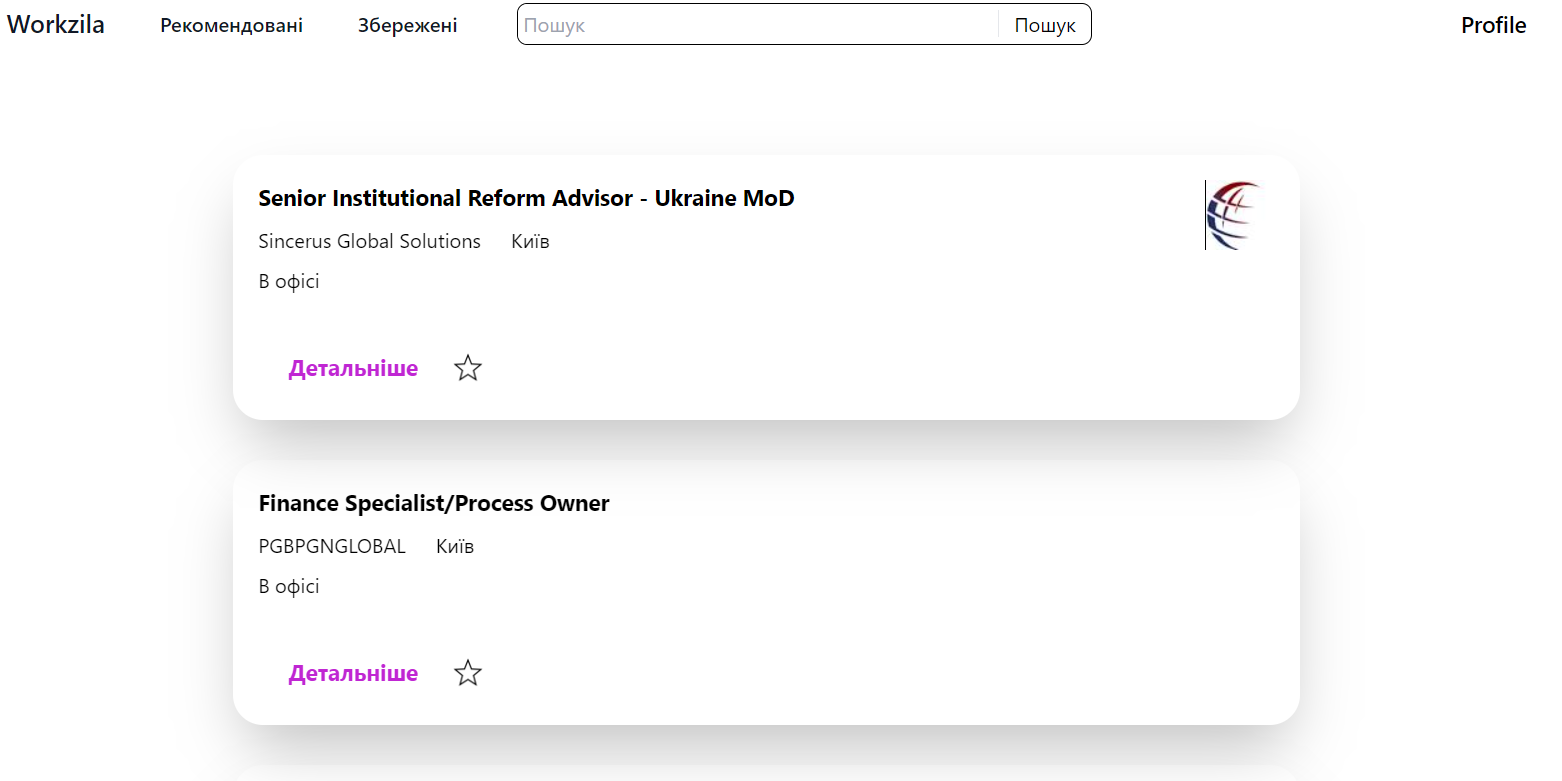 Workzila Рекомендовані Збережені Пошук Пошук Profile
Senior Institutional Reform Advisor - Ukraine MoD
Sincerus Global Solutions Київ
В офісі
Детальніше
Finance Specialist/Process Owner
PGBPGNGLOBAL Київ
В офісі
Детальніше